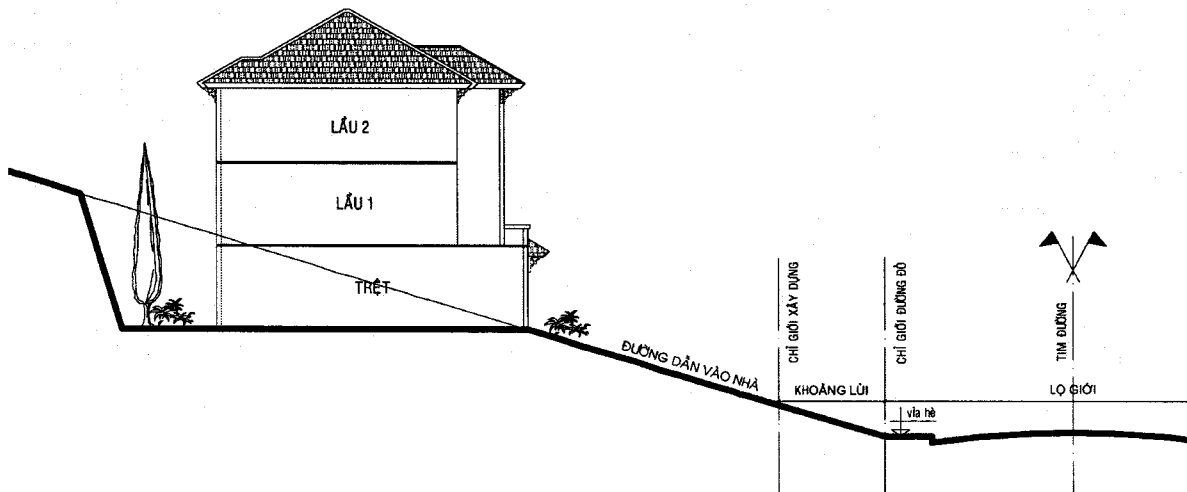 LẦU 2
LẦU 1
TRỆT
ĐƯỜNG DẪN VÀO NHÀ
CHỈ GIỚI XÂY DỰNG
KHOẢNG LÙI
CHỈ GIỚI ĐƯỜNG ĐỎ
vỉa hè
TIM ĐƯỜNG
LỘ GIỚI